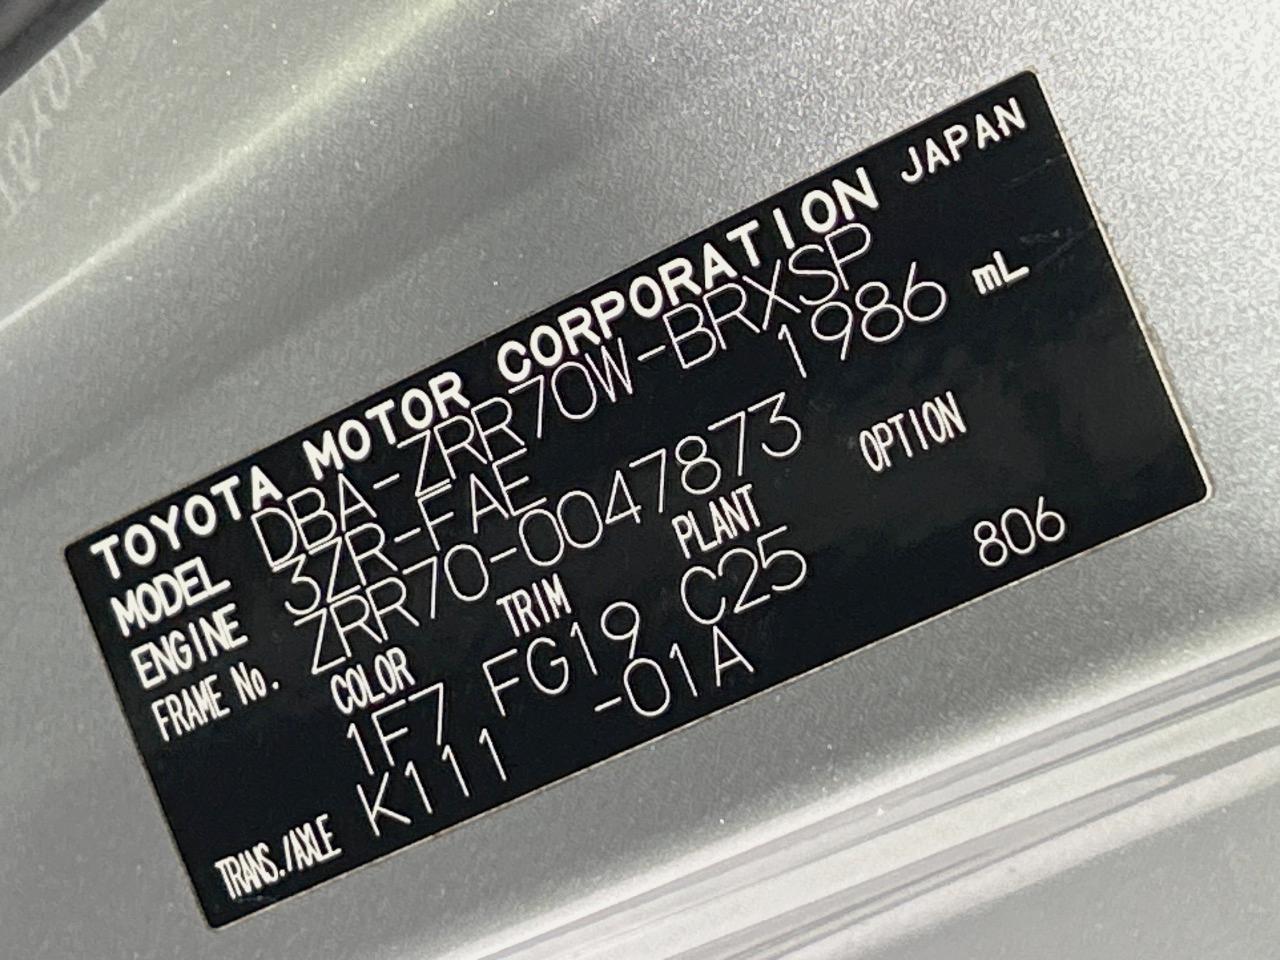 TOYOTA MOTOR CORPORATION JAPAN
MODEL DBA-ZRR70W-BRXSP
ENGINE 3ZR-FAE 1986 mL
FRAME No. ZRR70-0047873
COLOR TRIM PLANT OPTION
1F7 FG19 C25 806
TRANS./AXLE K111 -01A